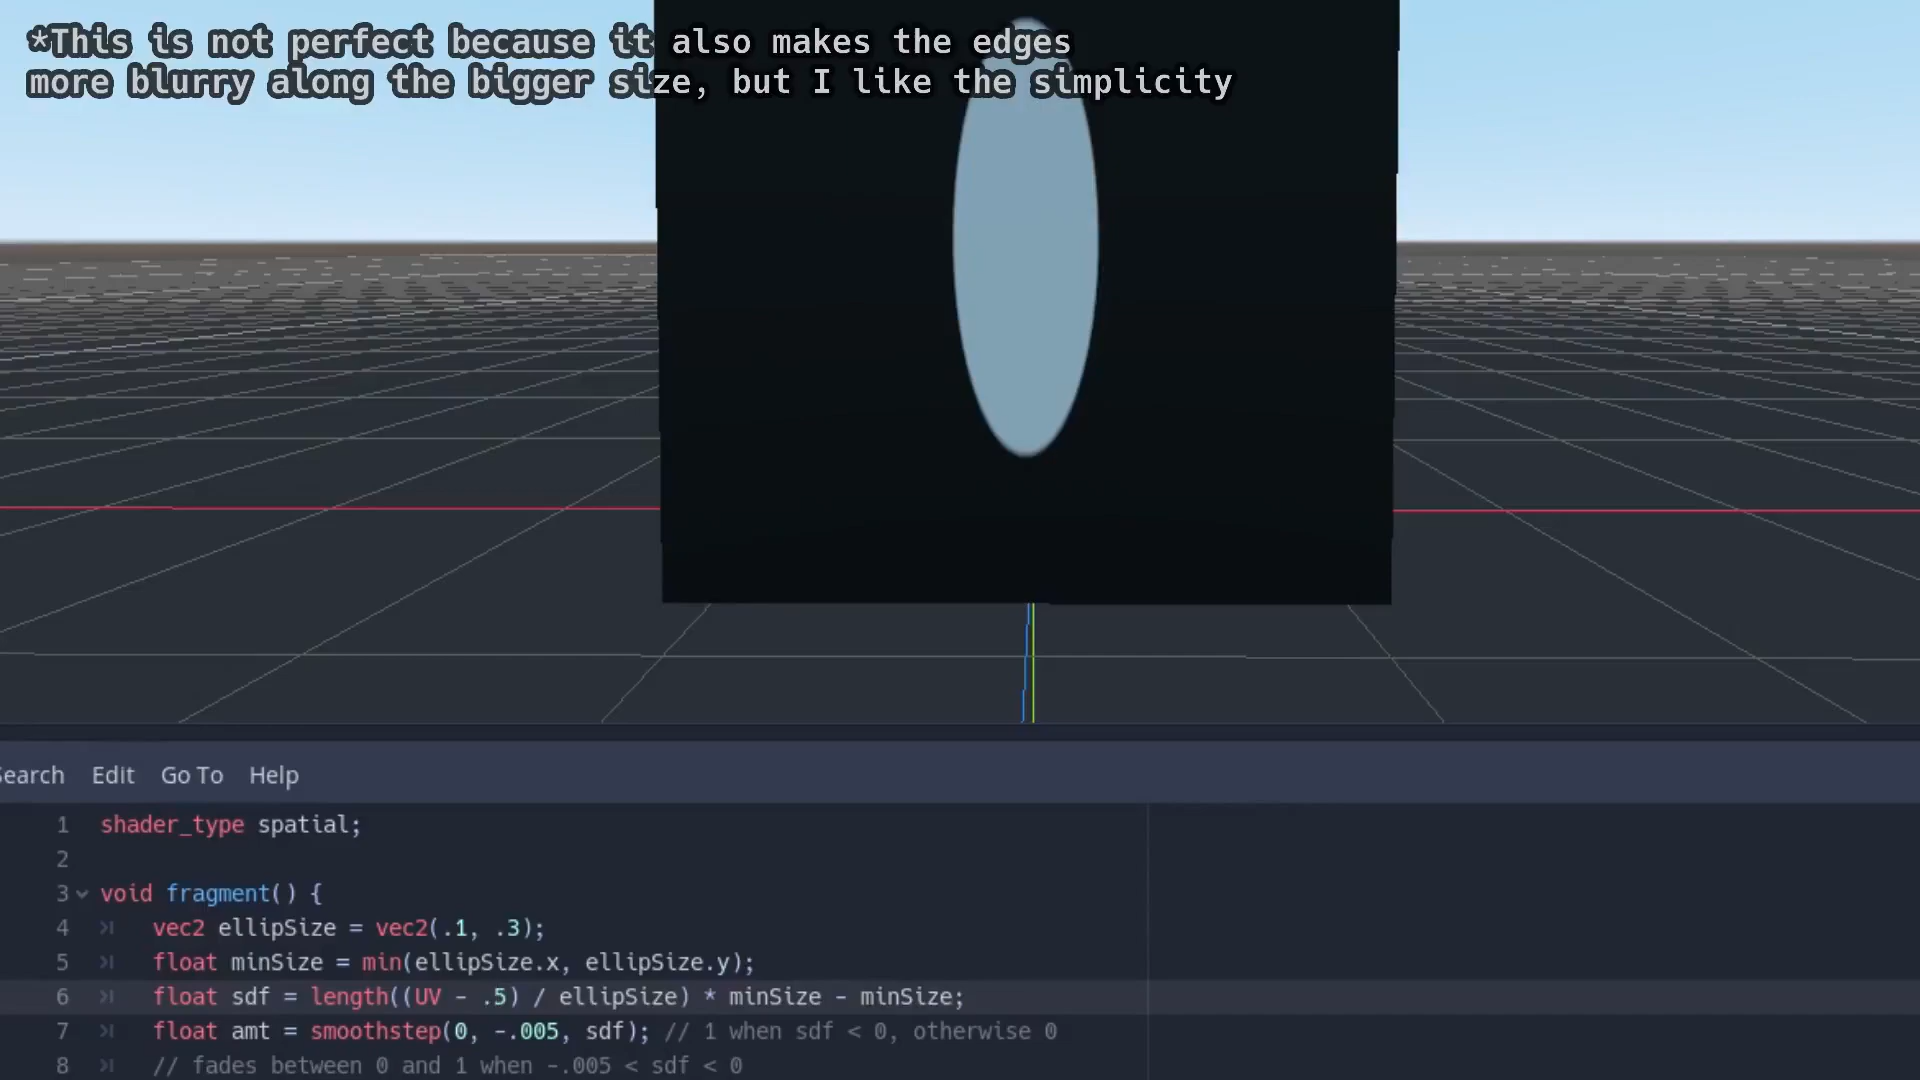 *This is not perfect because it also makes the edges
more blurry along the bigger size, but I like the simplicity
Search Edit Go To Help
1 shader_type spatial;
2
3 void fragment() {
4 vec2 ellipSize = vec2(.1, .3);
5 float minSize = min(ellipSize.x, ellipSize.y);
6 float sdf = length((UV - .5) / ellipSize) * minSize - minSize;
7 float amt = smoothstep(0, -.005, sdf); // 1 when sdf < 0, otherwise 0
8 // fades between 0 and 1 when -.005 < sdf < 0